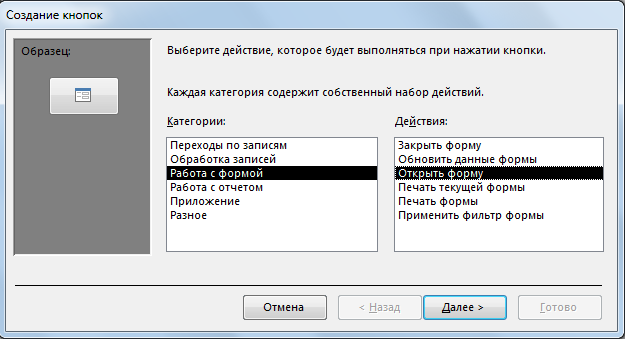 Создание кнопок
Образец:
Выберите действие, которое будет выполняться при нажатии кнопки.
Каждая категория содержит собственный набор действий.
Категории:
Действия:
Переходы по записям
Обработка записей
Работа с формой
Работа с отчетом
Приложение
Разное
Закрыть форму
Обновить данные формы
Открыть форму
Печать текущей формы
Печать формы
Применить фильтр формы
Отмена
< Назад
Далее >
Готово